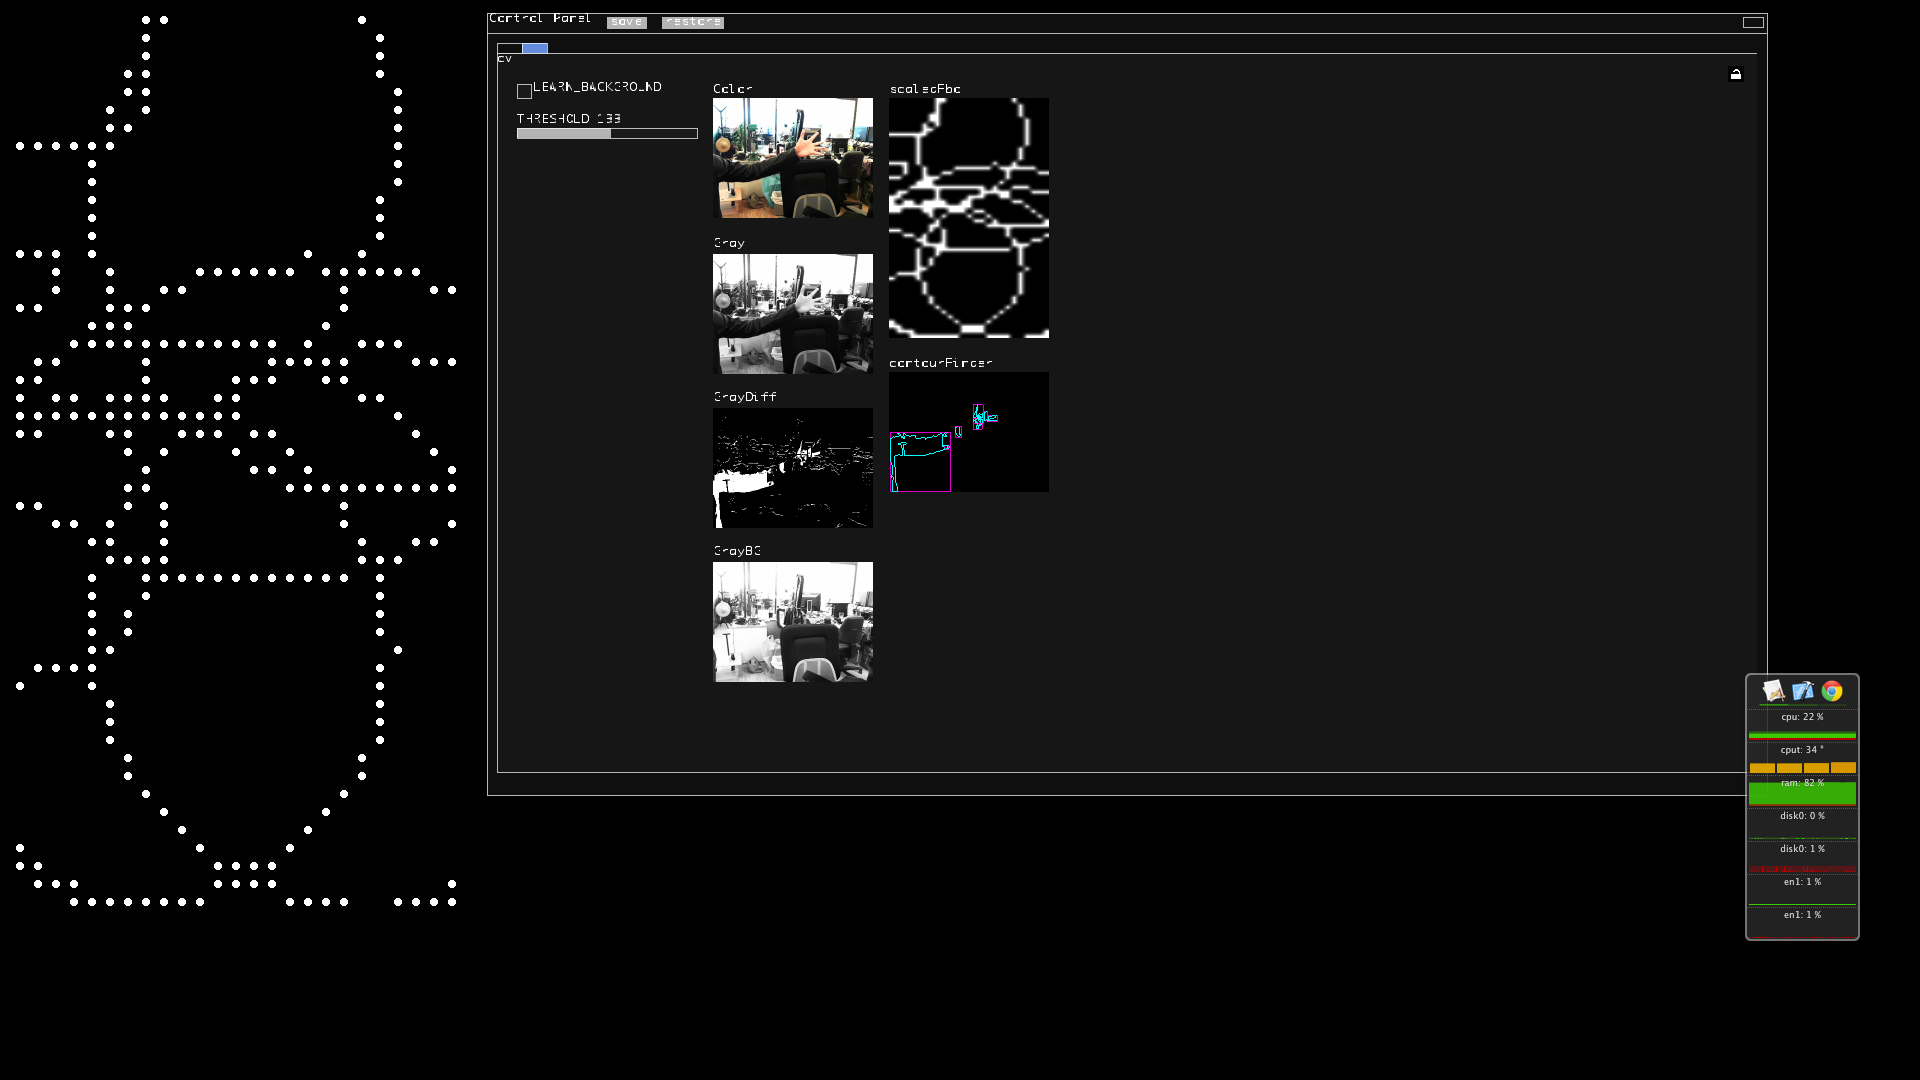 Control Panel save restore
cv
LEARN_BACKGROUND
THRESHOLD 133
Color
scaledFbo
Gray
contourFinder
GrayDiff
GrayBG
cpu: 22 %
cput: 34 °
ram: 82 %
disk0: 0 %
disk0: 1 %
en1: 1 %
en1: 1 %